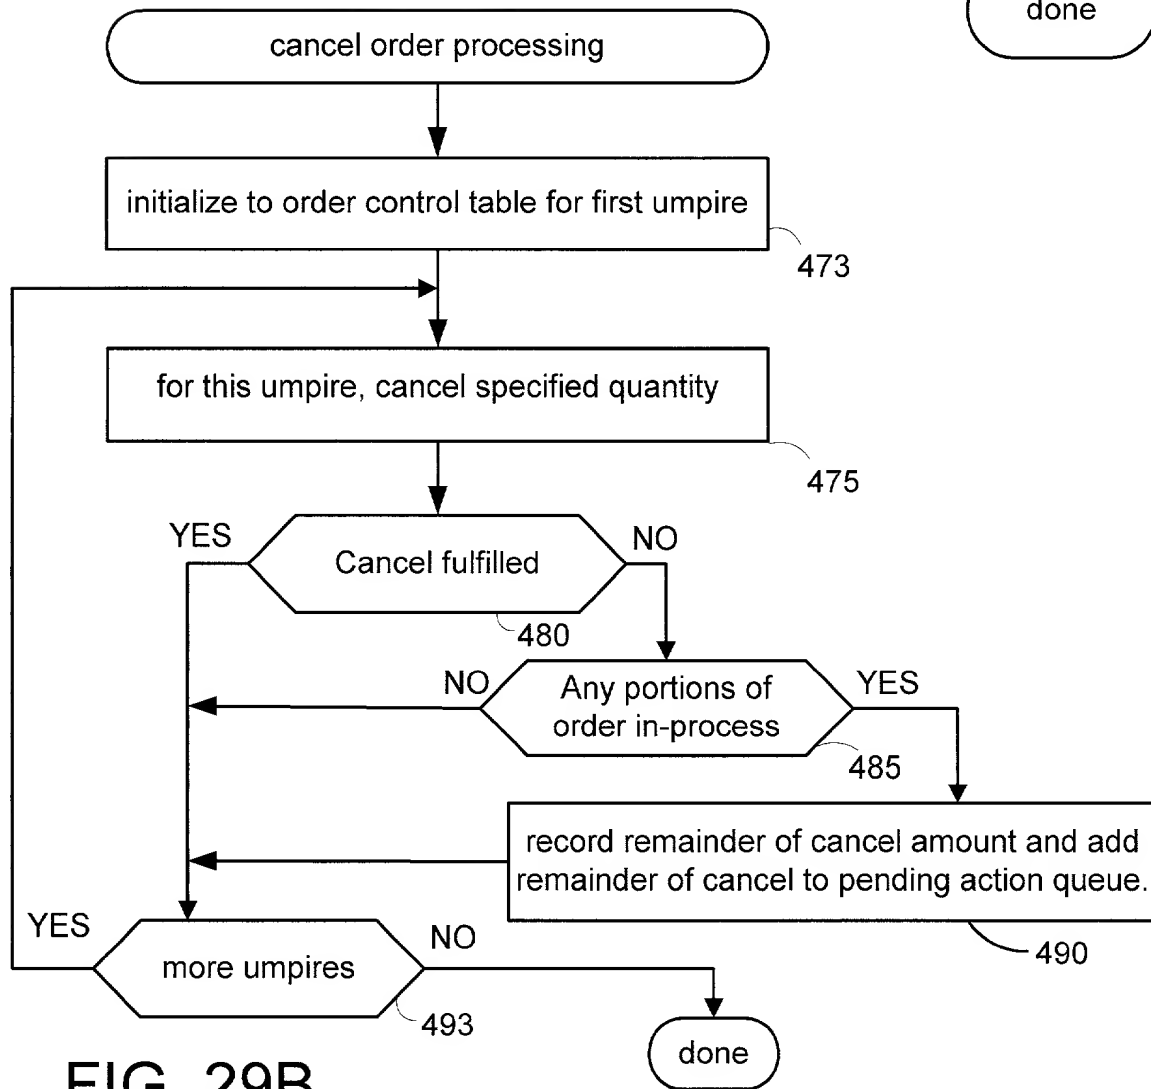 done
cancel order processing
initialize to order control table for first umpire
473
for this umpire, cancel specified quantity
475
YES
Cancel fulfilled
NO
480
NO
Any portions of
order in-process
YES
485
record remainder of cancel amount and add
remainder of cancel to pending action queue.
490
YES
more umpires
NO
493
done
FIG. 29B